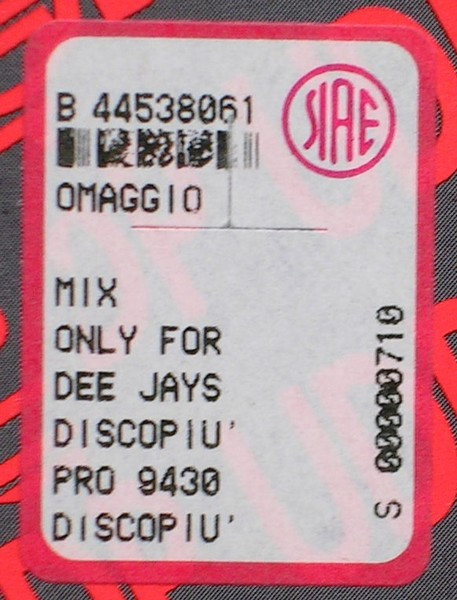 B 44538061
SIAE
OMAGGIO
MIX
ONLY FOR
DEE JAYS
DISCOPIU'
PRO 9430
DISCOPIU'
S 00000710